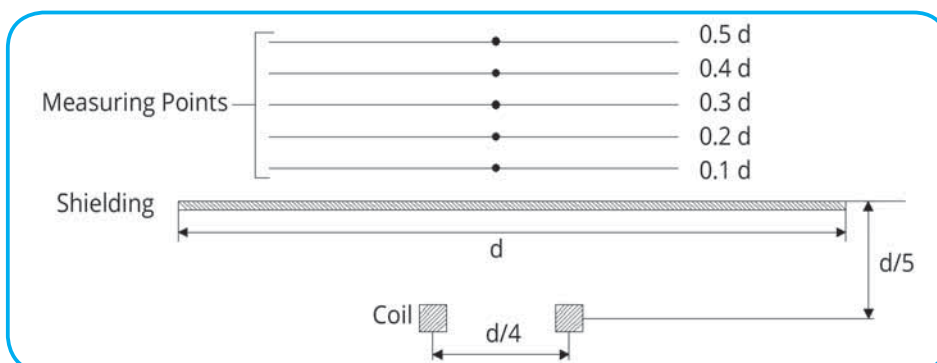 0.5 d
0.4 d
Measuring Points
0.3 d
0.2 d
0.1 d
Shielding
d
d/5
Coil
d/4